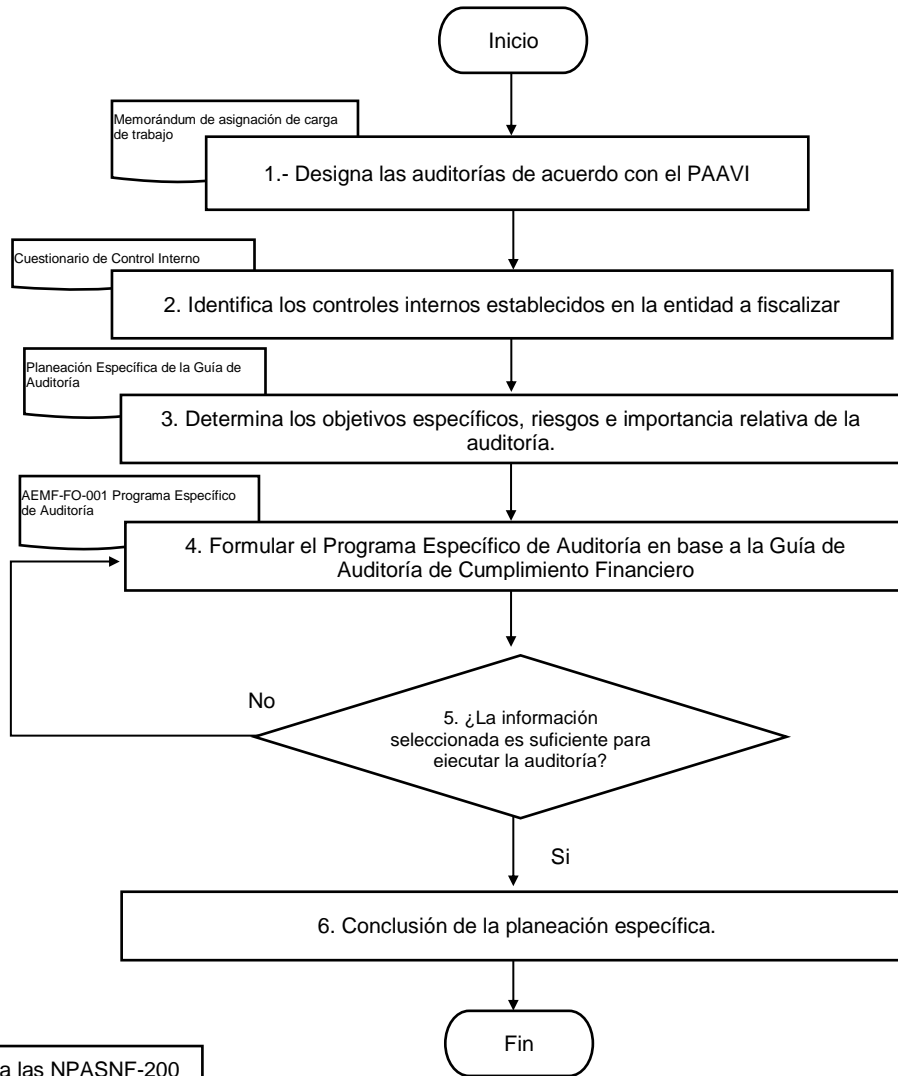 Inicio
Memorándum de asignación de carga
de trabajo
1.- Designa las auditorías de acuerdo con el PAAVI
Cuestionario de Control Interno
2. Identifica los controles internos establecidos en la entidad a fiscalizar
Planeación Específica de la Guía de
Auditoría
3. Determina los objetivos específicos, riesgos e importancia relativa de la
auditoría.
AEMF-FO-001 Programa Específico
de Auditoría
4. Formular el Programa Específico de Auditoría en base a la Guía de
Auditoría de Cumplimiento Financiero
No
5. ¿La información
seleccionada es suficiente para
ejecutar la auditoría?
Si
6. Conclusión de la planeación específica.
Fin
a las NPASNF-200